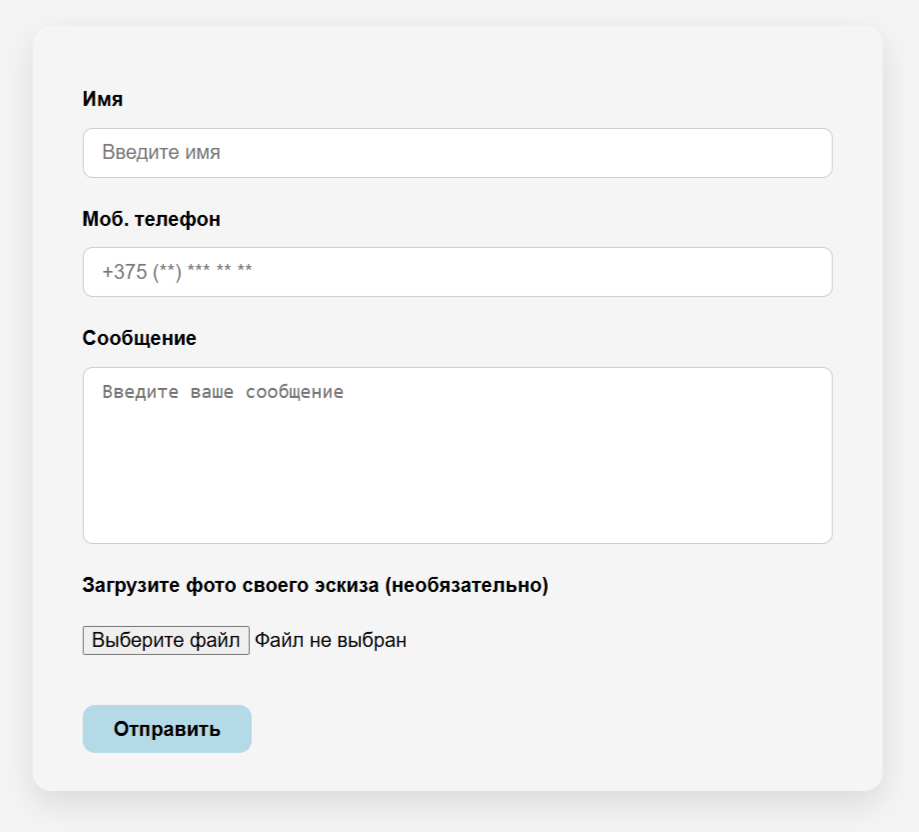 Имя
Введите имя
Моб. телефон
+375 (**) *** ** **
Сообщение
Введите ваше сообщение
Загрузите фото своего эскиза (необязательно)
Выберите файл Файл не выбран
Отправить